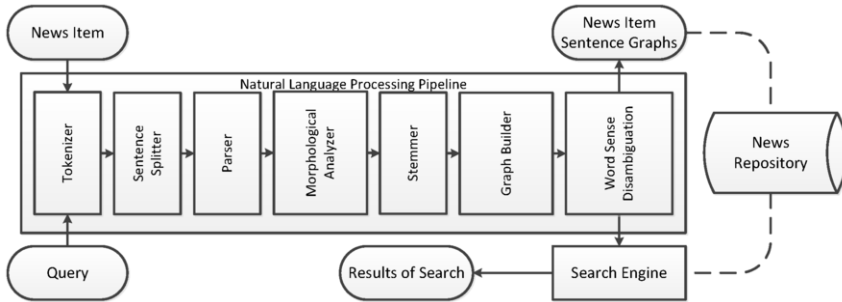 News Item
News Item
Sentence Graphs
Natural Language Processing Pipeline
Tokenizer
Sentence
Splitter
Parser
Morphological
Analyzer
Stemmer
Graph Builder
Word Sense
Disambiguation
News
Repository
Query
Results of Search
Search Engine